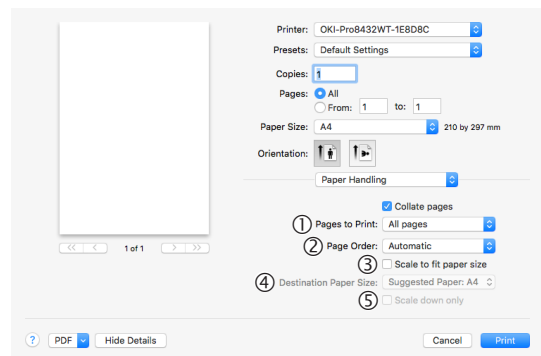 Printer: OKI-Pro8432WT-1E8D8C
Presets: Default Settings
Copies: 1
Pages: All
From: 1 to: 1
Paper Size: A4 210 by 297 mm
Orientation:
Paper Handling
Collate pages
① Pages to Print: All pages
② Page Order: Automatic
③ Scale to fit paper size
④ Destination Paper Size: Suggested Paper: A4
⑤ Scale down only
<< < 1 of 1 > >>
? PDF Hide Details Cancel Print